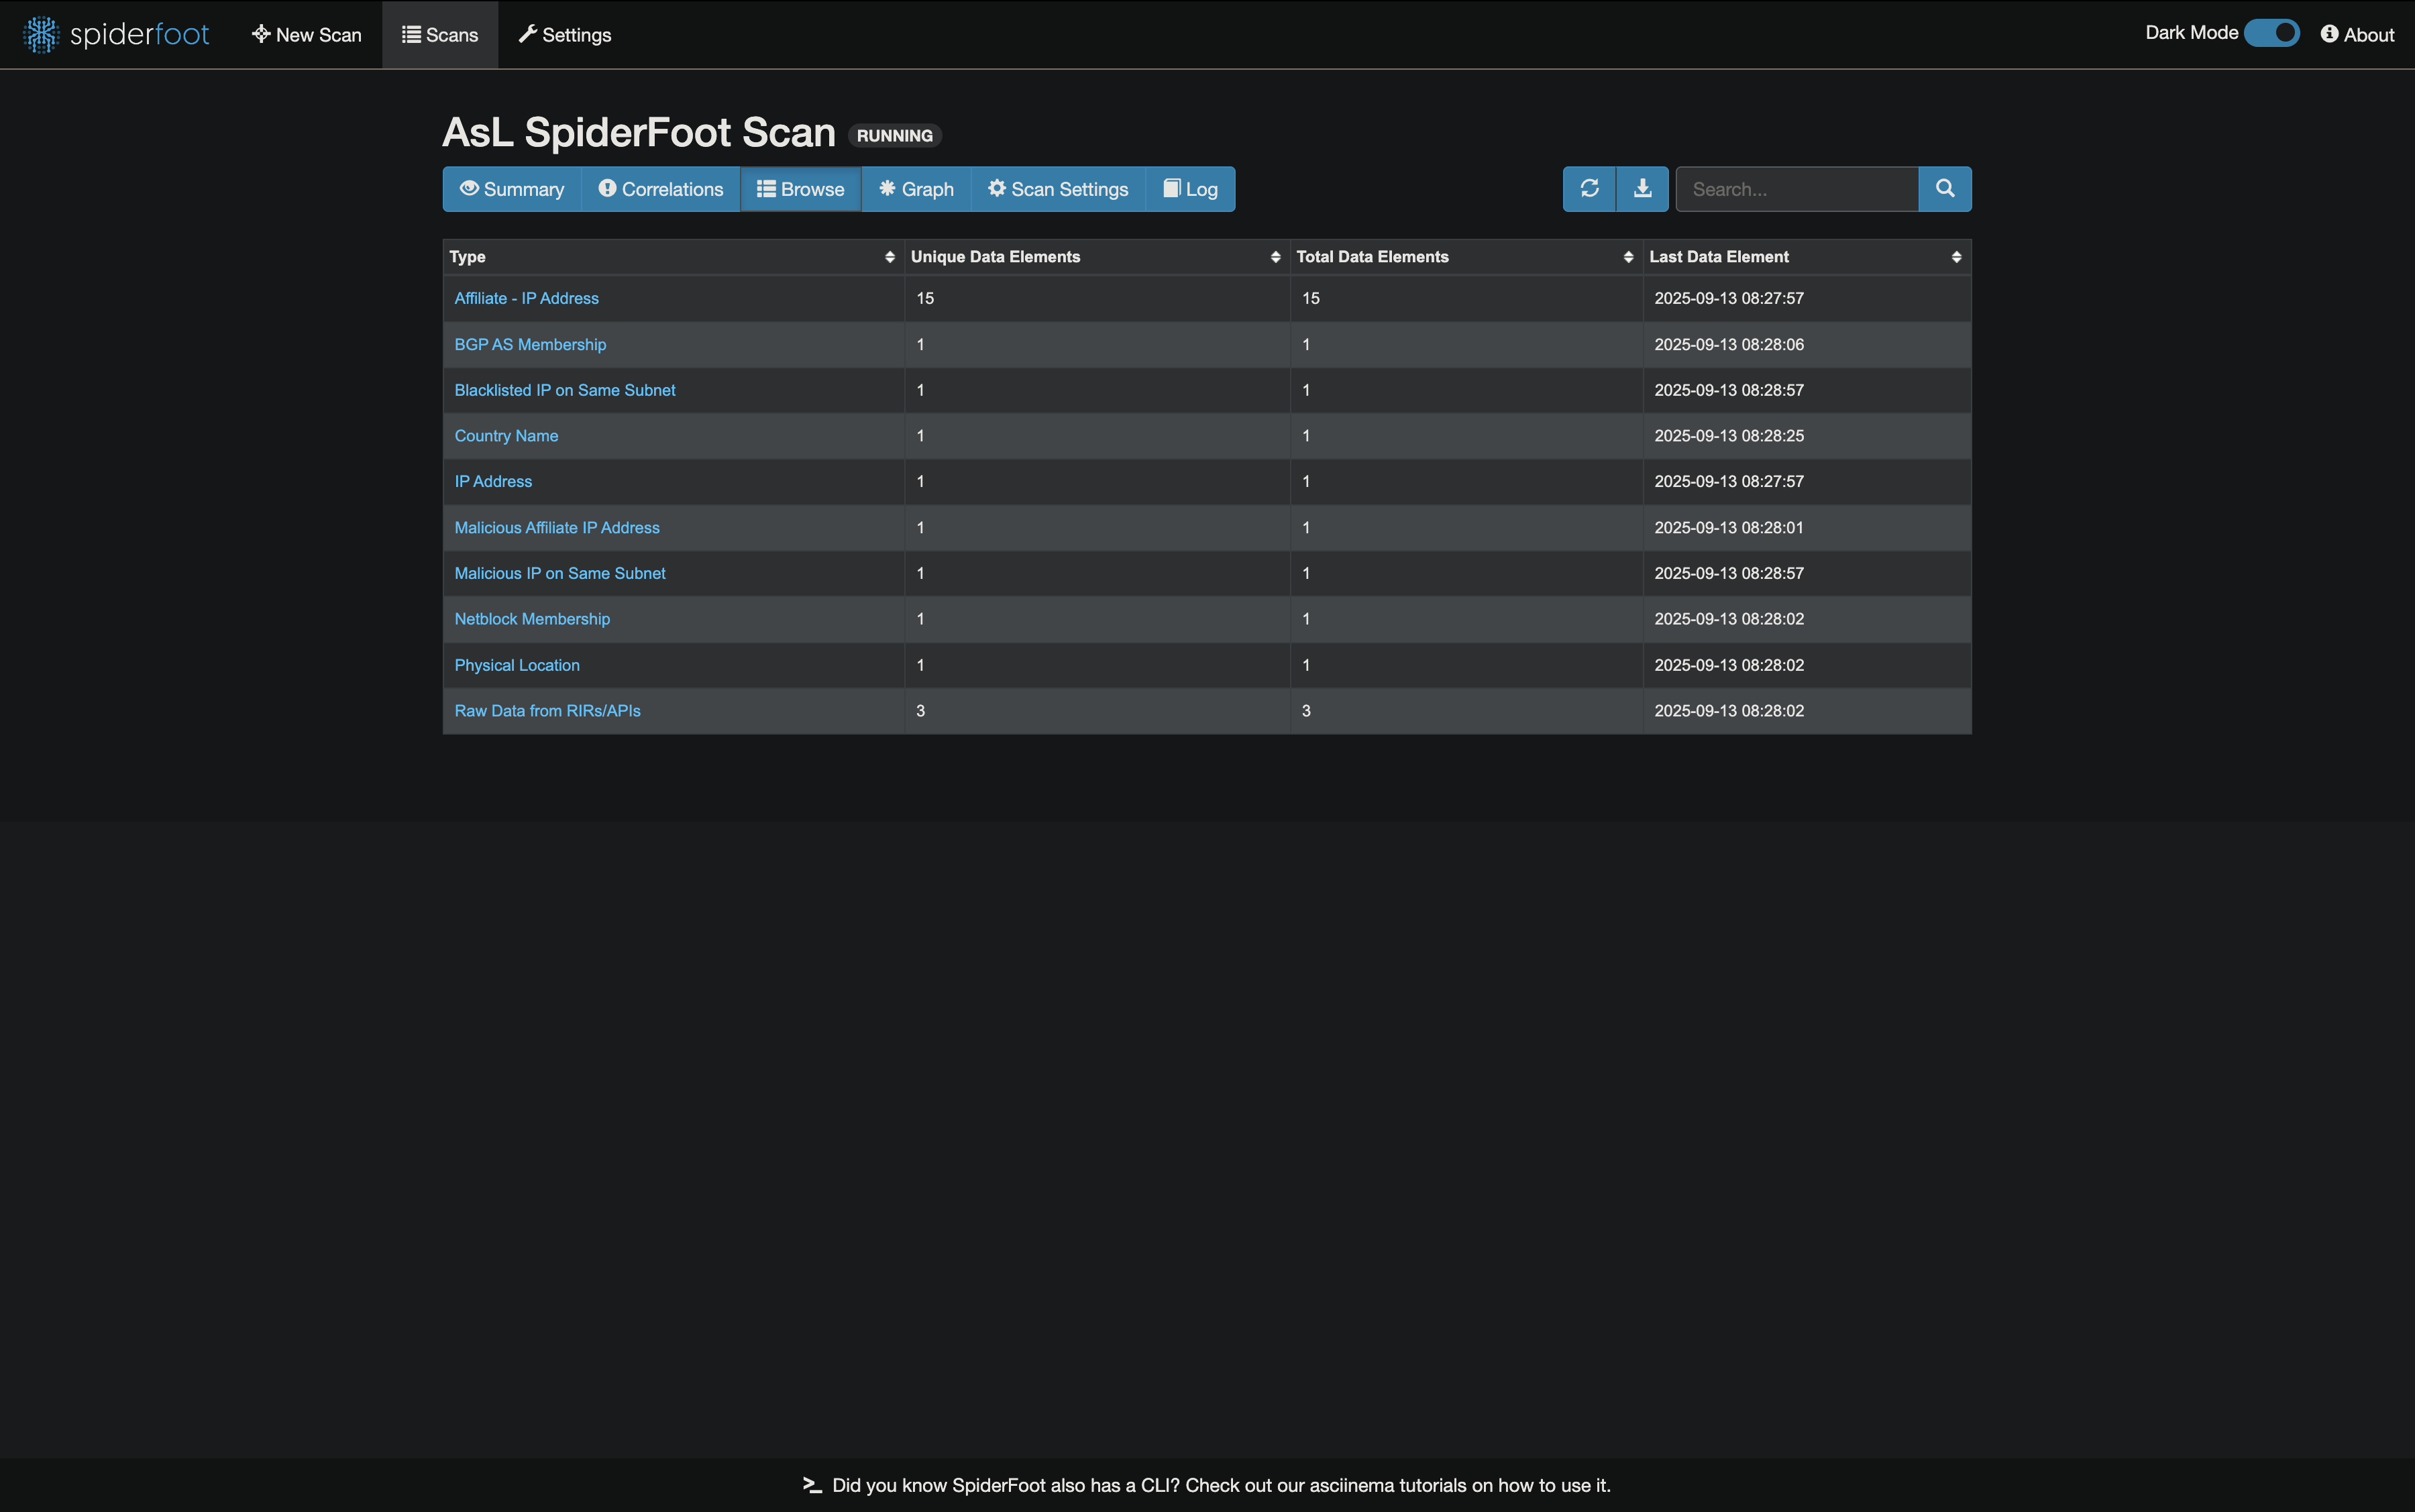 spiderfoot New Scan Scans Settings Dark Mode About
AsL SpiderFoot Scan RUNNING
Summary Correlations Browse Graph Scan Settings Log Search...
Type Unique Data Elements Total Data Elements Last Data Element
Affiliate - IP Address 15 15 2025-09-13 08:27:57
BGP AS Membership 1 1 2025-09-13 08:28:06
Blacklisted IP on Same Subnet 1 1 2025-09-13 08:28:57
Country Name 1 1 2025-09-13 08:28:25
IP Address 1 1 2025-09-13 08:27:57
Malicious Affiliate IP Address 1 1 2025-09-13 08:28:01
Malicious IP on Same Subnet 1 1 2025-09-13 08:28:57
Netblock Membership 1 1 2025-09-13 08:28:02
Physical Location 1 1 2025-09-13 08:28:02
Raw Data from RIRs/APIs 3 3 2025-09-13 08:28:02
Did you know SpiderFoot also has a CLI? Check out our asciinema tutorials on how to use it.